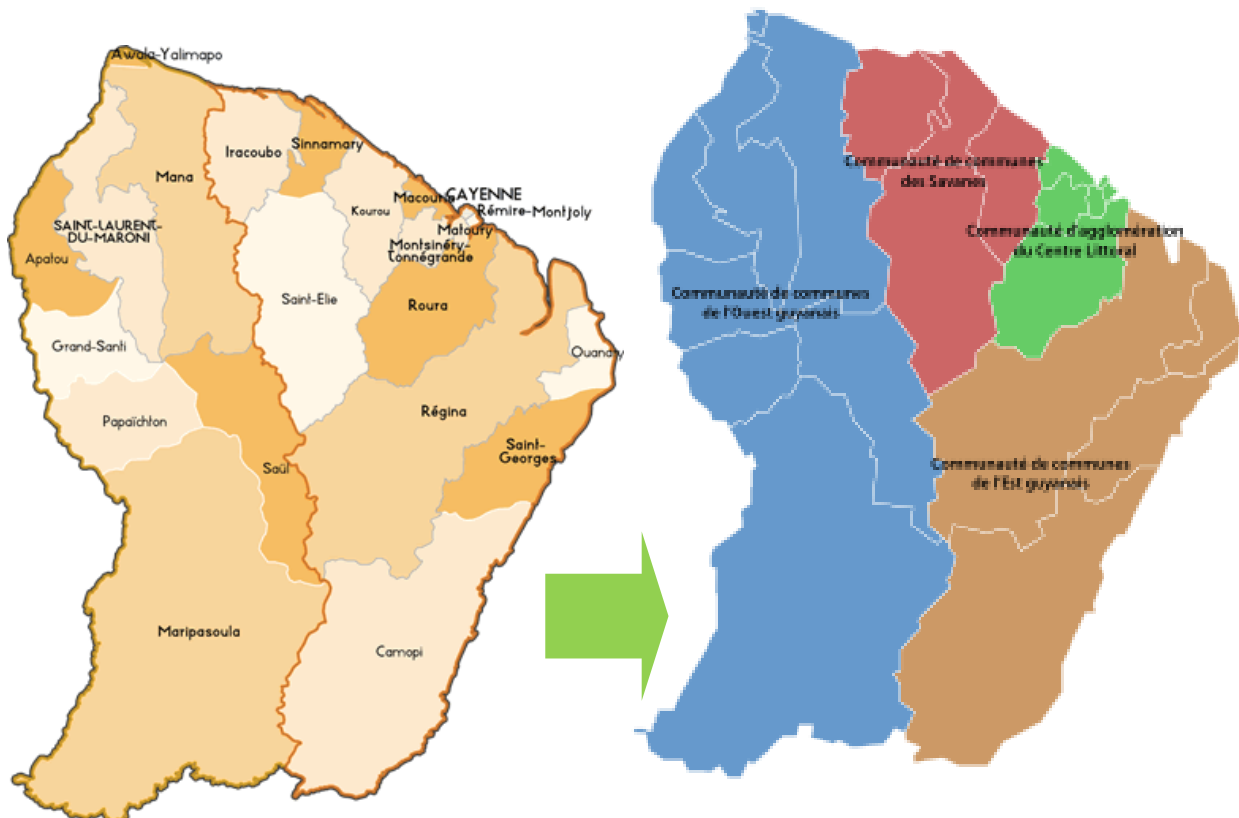 Awala-Yalimapo
Sinnamary
Iracoubo
Mana
CAYENNE
Macouria
Kourou
Rémire-Montjoly
Matoury
SAINT-LAURENT-
DU-MARONI
Montsinéry-
Tonnégrande
Apatou
Saint-Elie
Roura
Grand-Santi
Ouanary
Régina
Papaïchton
Saint-
Georges
Saül
Maripasoula
Camopi
Communauté de communes
des Savanes
Communauté d'agglomération
du Centre Littoral
Communauté de communes
de l'Ouest guyanais
Communauté de communes
de l'Est guyanais